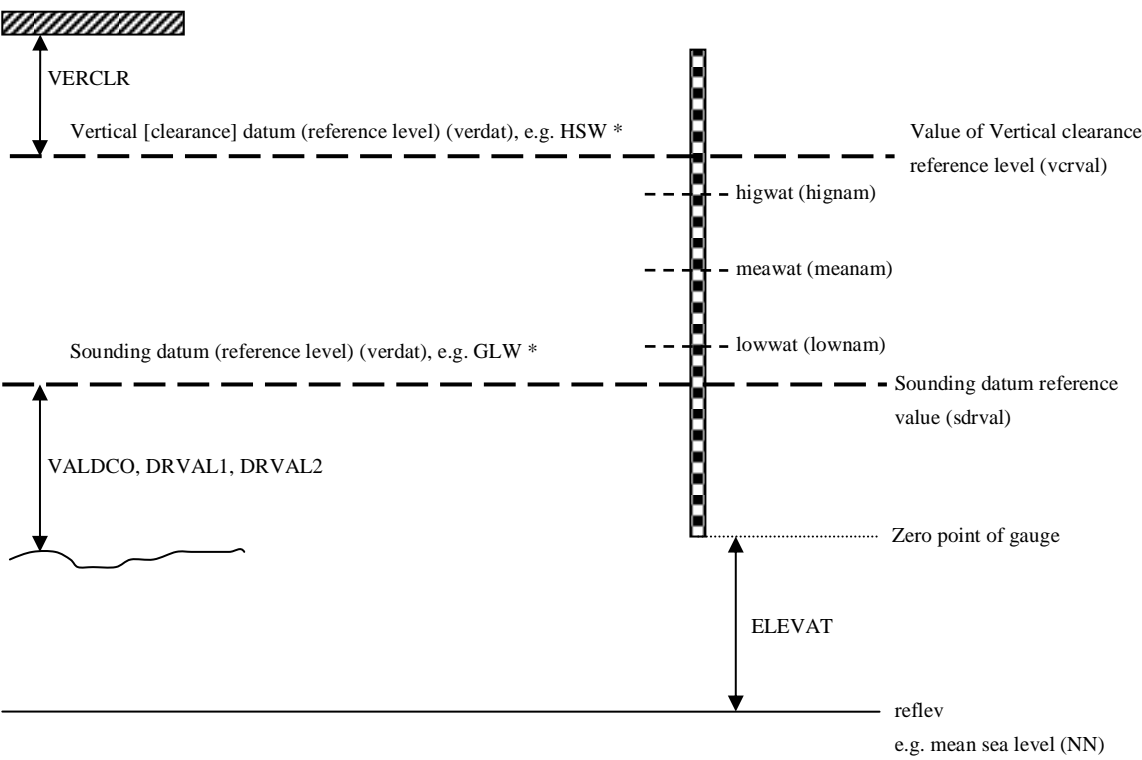 VERCLR
Vertical [clearance] datum (reference level) (verdat), e.g. HSW *
Value of Vertical clearance
reference level (vcrval)
higwat (hignam)
meawat (meanam)
Sounding datum (reference level) (verdat), e.g. GLW *
lowwat (lownam)
Sounding datum reference
value (sdrval)
VALDCO, DRVAL1, DRVAL2
Zero point of gauge
ELEVAT
reflev
e.g. mean sea level (NN)